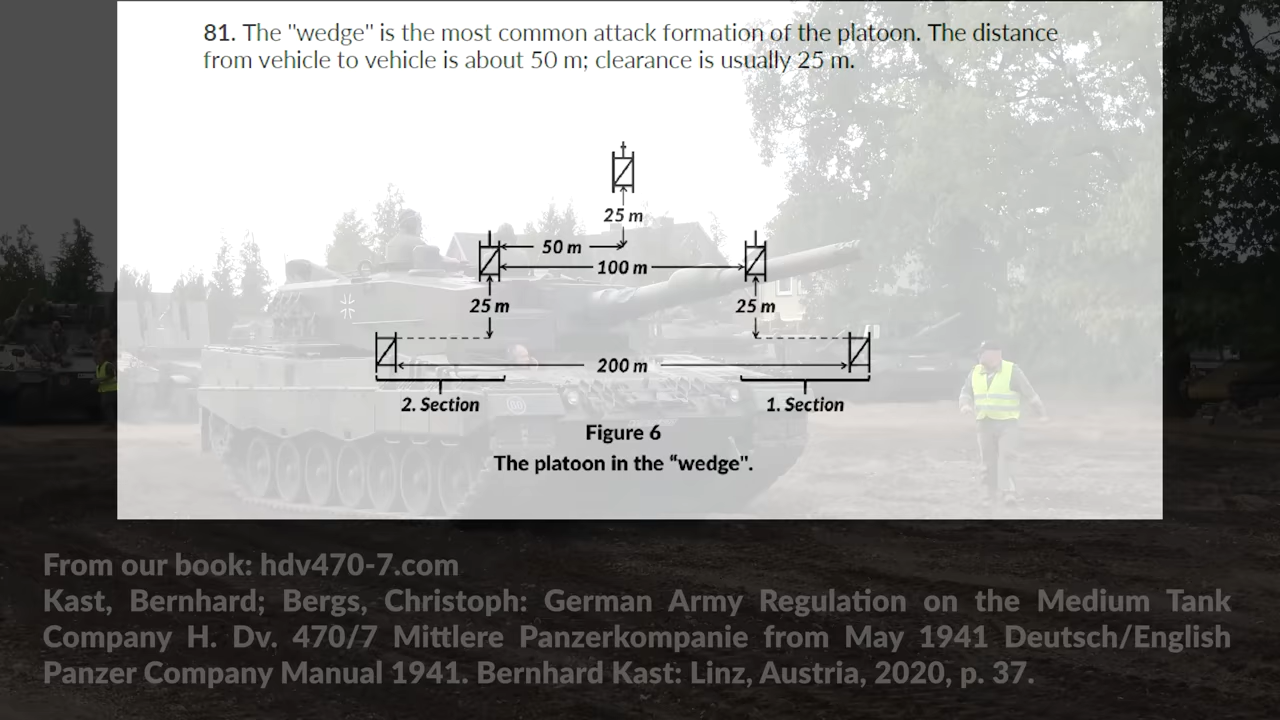 81. The "wedge" is the most common attack formation of the platoon. The distance
from vehicle to vehicle is about 50 m; clearance is usually 25 m.
25 m
50 m
100 m
25 m
25 m
200 m
2. Section
1. Section
Figure 6
The platoon in the “wedge".
From our book: hdv470-7.com
Kast, Bernhard; Bergs, Christoph: German Army Regulation on the Medium Tank
Company H. Dv. 470/7 Mittlere Panzerkompanie from May 1941 Deutsch/English
Panzer Company Manual 1941. Bernhard Kast: Linz, Austria, 2020, p. 37.